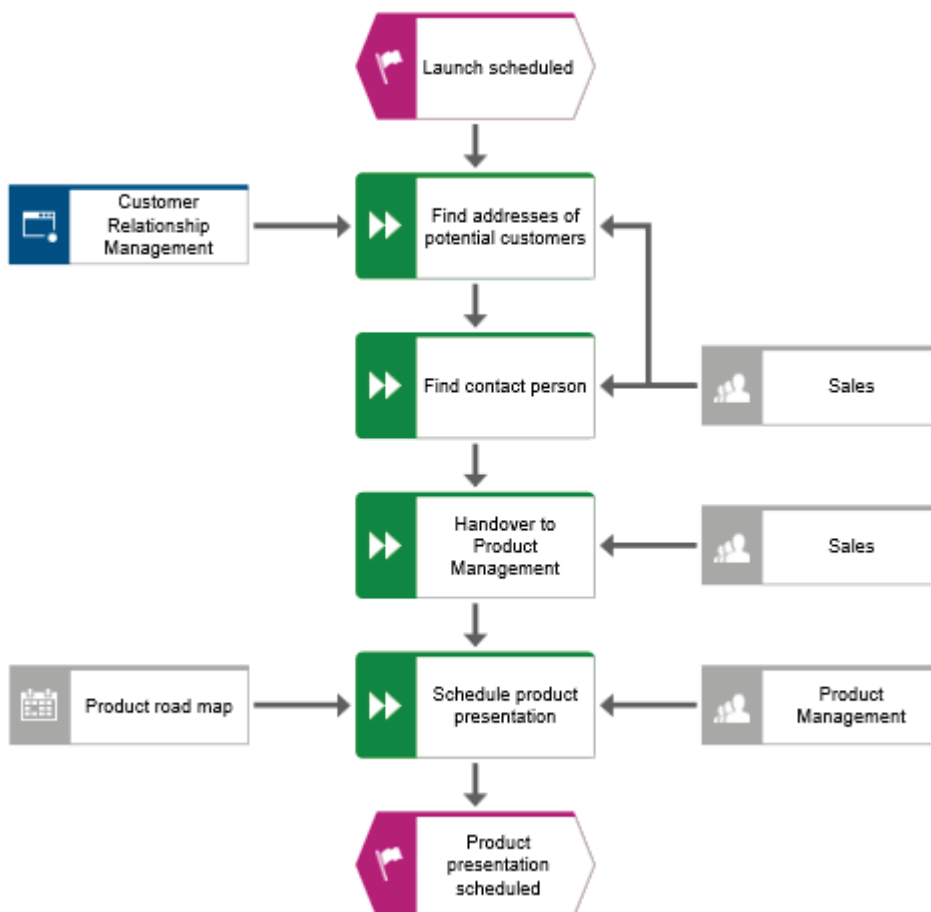 Launch scheduled
Customer
Relationship
Management
Find addresses of
potential customers
Find contact person
Sales
Handover to
Product
Management
Sales
Product road map
Schedule product
presentation
Product
Management
Product
presentation
scheduled